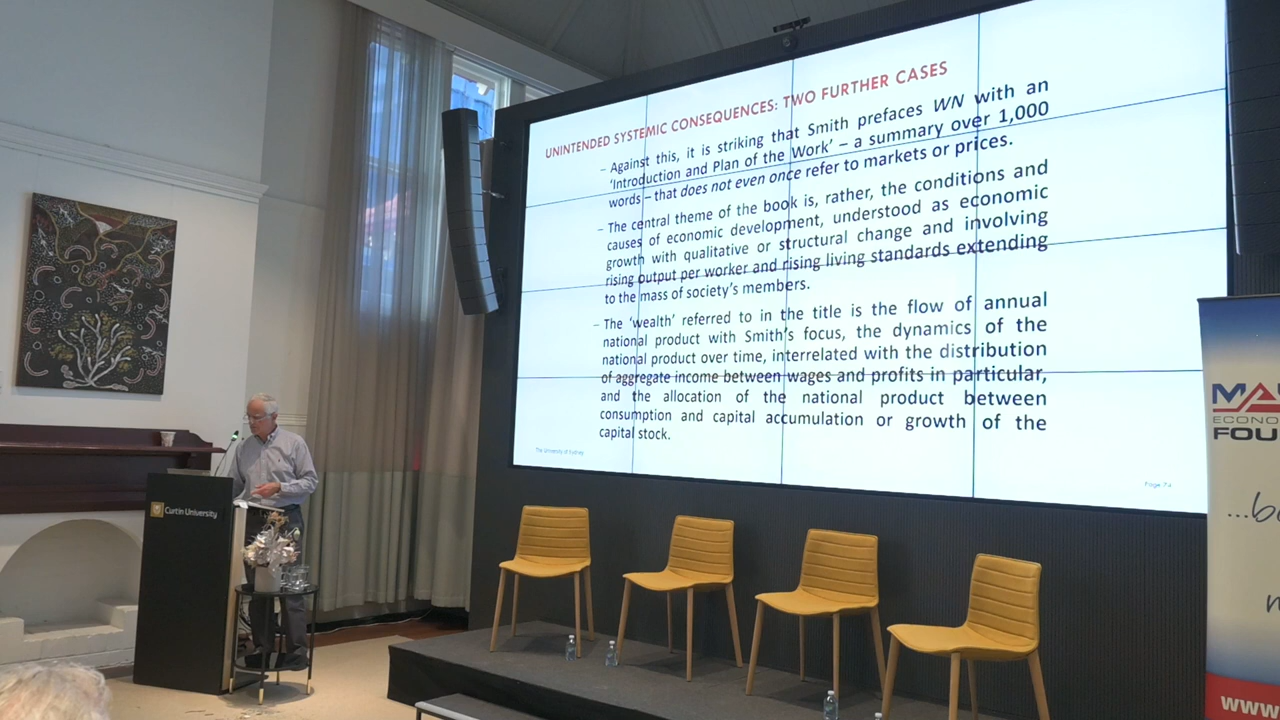 UNINTENDED SYSTEMIC CONSEQUENCES: TWO FURTHER CASES
– Against this, it is striking that Smith prefaces WN with an
'Introduction and Plan of the Work' – a summary over 1,000
words – that does not even once refer to markets or prices.
– The central theme of the book is, rather, the conditions and
causes of economic development, understood as economic
growth with qualitative or structural change and involving
rising output per worker and rising living standards extending
to the mass of society's members.
– The 'wealth' referred to in the title is the flow of annual
national product with Smith's focus, the dynamics of the
national product over time, interrelated with the distribution
of aggregate income between wages and profits in particular,
and the allocation of the national product between
consumption and capital accumulation or growth of the
capital stock.
The University of Sydney
Curtin University
www